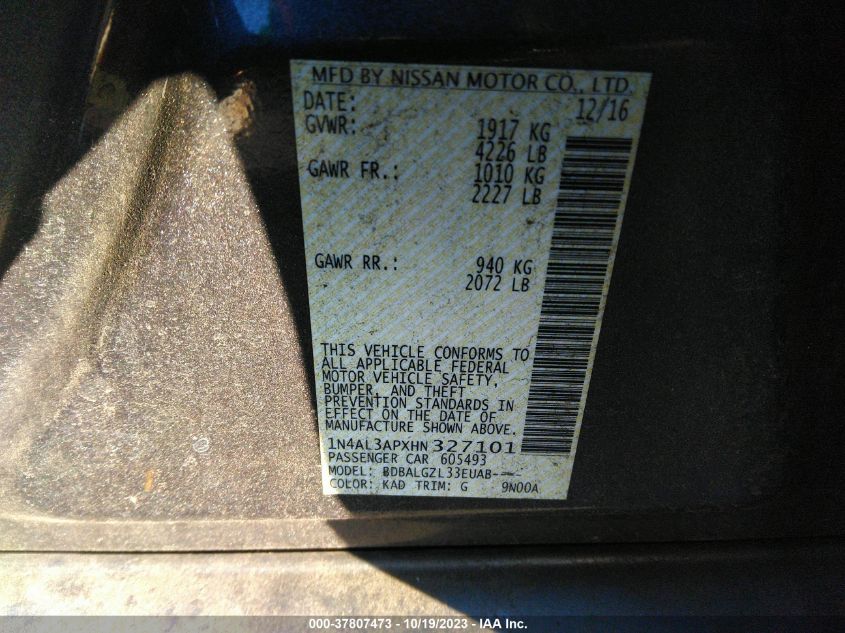 MFD BY NISSAN MOTOR CO., LTD.
DATE: 12/16
GVWR: 1917 KG
4226 LB
GAWR FR.: 1010 KG
2227 LB
GAWR RR.: 940 KG
2072 LB
THIS VEHICLE CONFORMS TO
ALL APPLICABLE FEDERAL
MOTOR VEHICLE SAFETY,
BUMPER, AND THEFT
PREVENTION STANDARDS IN
EFFECT ON THE DATE OF
MANUFACTURE SHOWN ABOVE.
1N4AL3APXHN327101
PASSENGER CAR 605493
MODEL: BDBALGZL33EUAB----
COLOR: KAD TRIM: G 9N00A
000-37807473 - 10/19/2023 - IAA Inc.